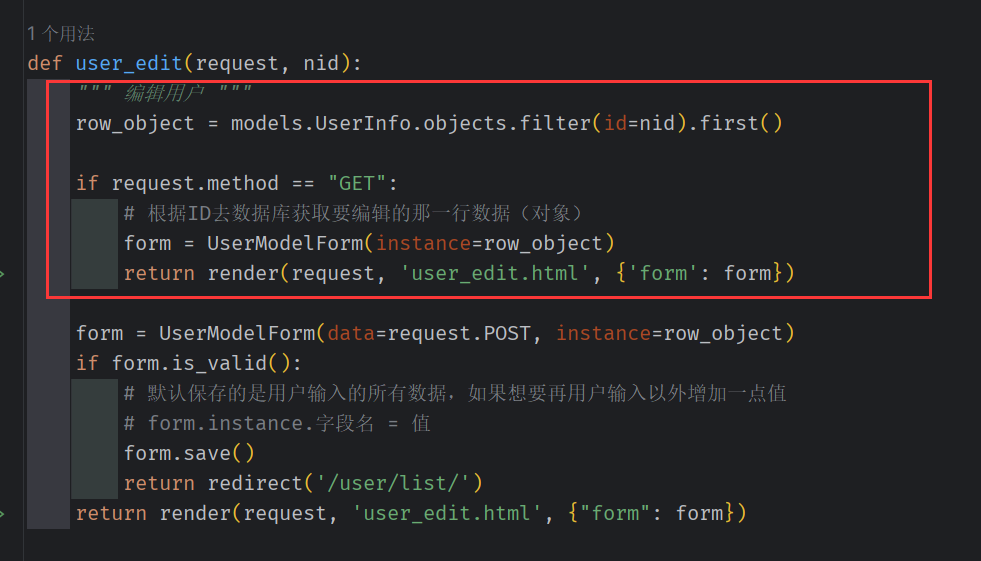 1 个用法
def user_edit(request, nid):
""" 编辑用户 """
row_object = models.UserInfo.objects.filter(id=nid).first()
if request.method == "GET":
# 根据ID去数据库获取要编辑的那一行数据（对象）
form = UserModelForm(instance=row_object)
return render(request, 'user_edit.html', {'form': form})
form = UserModelForm(data=request.POST, instance=row_object)
if form.is_valid():
# 默认保存的是用户输入的所有数据，如果想要再用户输入以外增加一点值
# form.instance.字段名 = 值
form.save()
return redirect('/user/list/')
return render(request, 'user_edit.html', {"form": form})